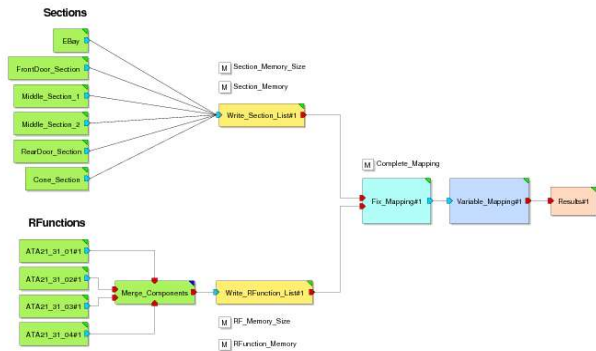 Sections
EBay
FrontDoor_Section
Middle_Section_1
Middle_Section_2
RearDoor_Section
Cone_Section
M Section_Memory_Size
M Section_Memory
Write_Section_List#1
M Complete_Mapping
Fix_Mapping#1
Variable_Mapping#1
Results#1
RFunctions
ATA21_31_01#1
ATA21_31_02#1
ATA21_31_03#1
ATA21_31_04#1
Merge_Components
Write_RFunction_List#1
M RF_Memory_Size
M RFunction_Memory